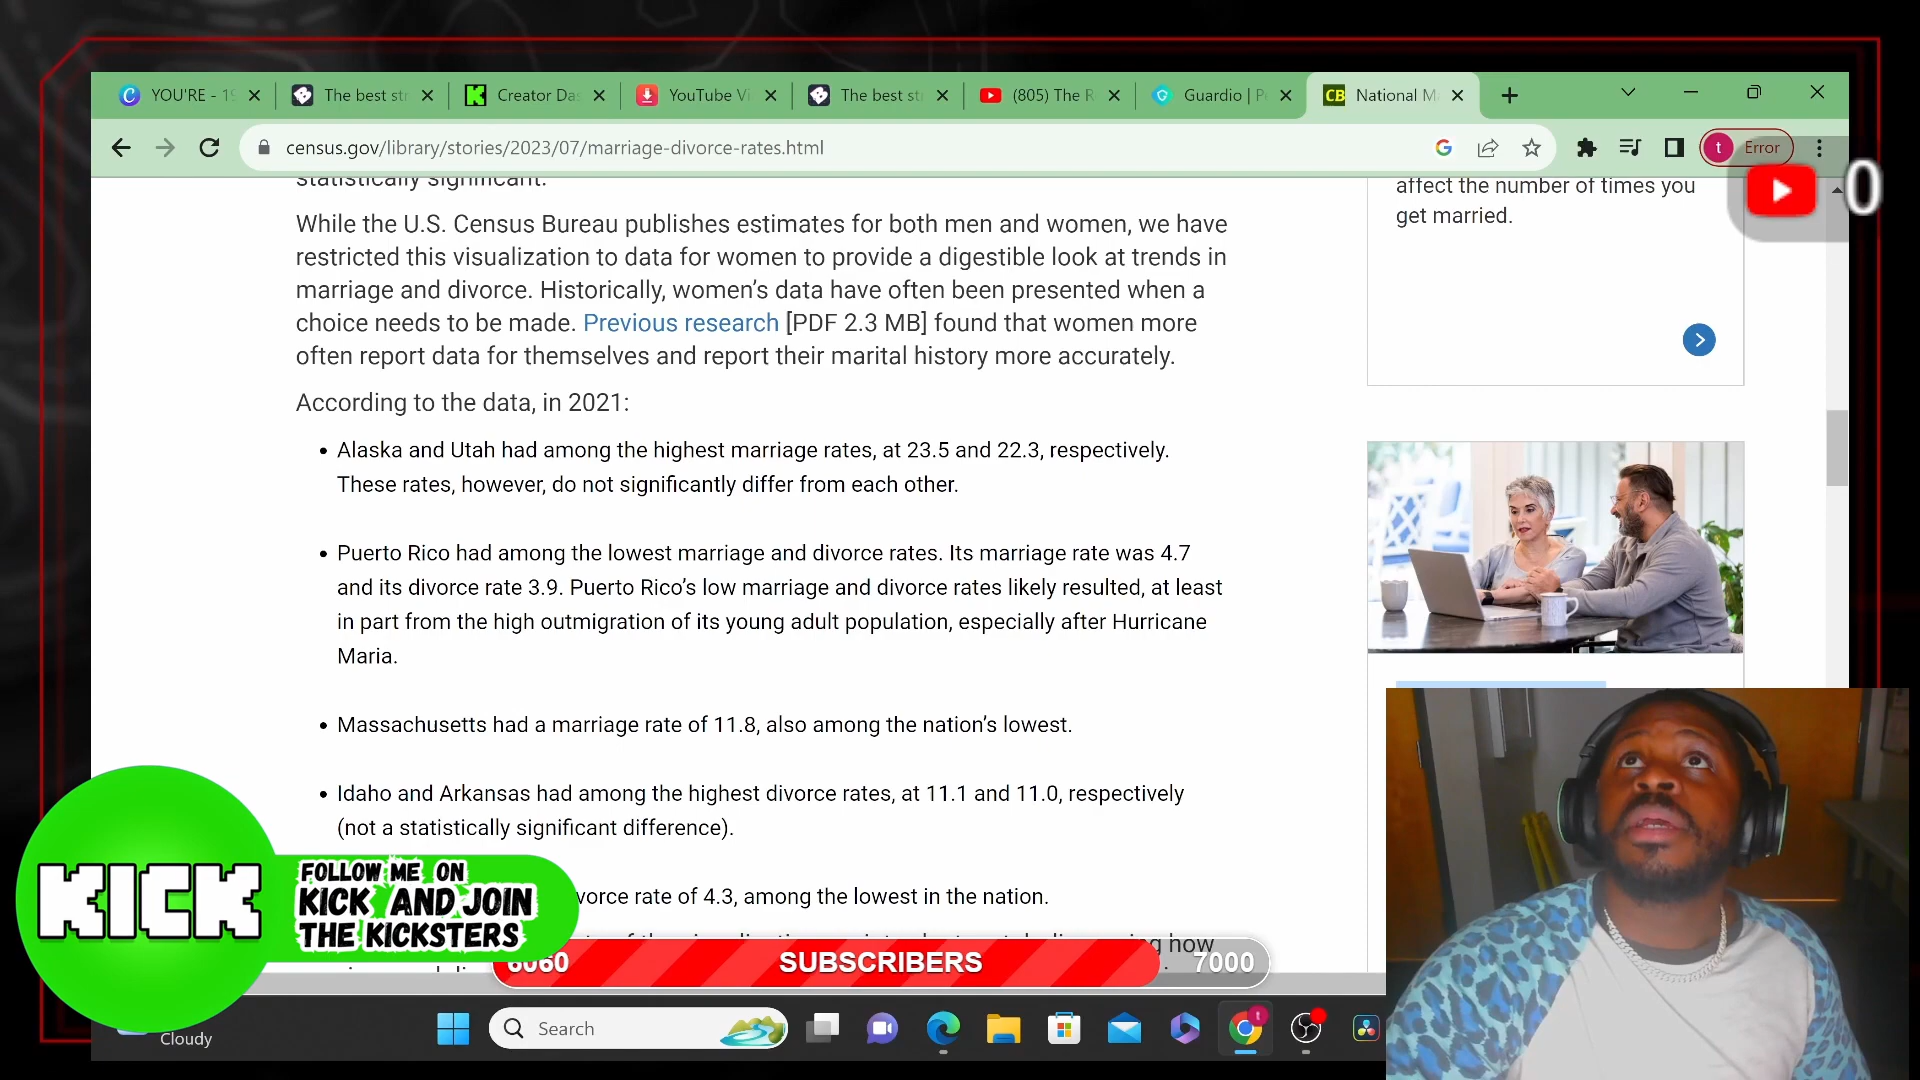 YOU'RE - 19
The best str
Creator Das
YouTube Vi
The best str
(805) The R
Guardio | P
National M
census.gov/library/stories/2023/07/marriage-divorce-rates.html
t Error
0
statistically significant.
While the U.S. Census Bureau publishes estimates for both men and women, we have
restricted this visualization to data for women to provide a digestible look at trends in
marriage and divorce. Historically, women’s data have often been presented when a
choice needs to be made. Previous research [PDF 2.3 MB] found that women more
often report data for themselves and report their marital history more accurately.
According to the data, in 2021:
• Alaska and Utah had among the highest marriage rates, at 23.5 and 22.3, respectively.
These rates, however, do not significantly differ from each other.
• Puerto Rico had among the lowest marriage and divorce rates. Its marriage rate was 4.7
and its divorce rate 3.9. Puerto Rico’s low marriage and divorce rates likely resulted, at least
in part from the high outmigration of its young adult population, especially after Hurricane
Maria.
• Massachusetts had a marriage rate of 11.8, also among the nation’s lowest.
• Idaho and Arkansas had among the highest divorce rates, at 11.1 and 11.0, respectively
(not a statistically significant difference).
vorce rate of 4.3, among the lowest in the nation.
how
affect the number of times you
get married.
KICK
FOLLOW ME ON
KICK AND JOIN
THE KICKSTERS
6060 SUBSCRIBERS 7000
Cloudy
Search